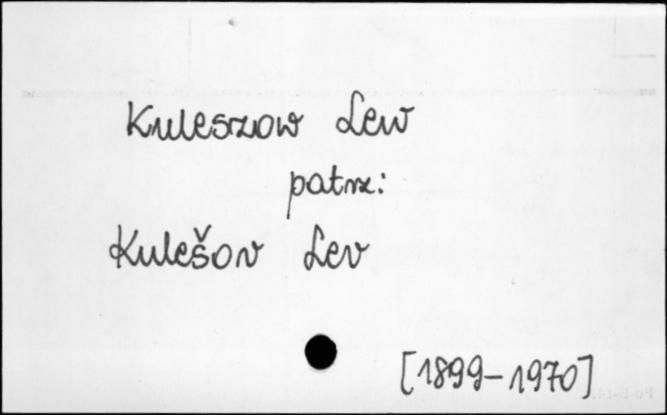 Kuleszow Lew
patrz:
Kulešov Lev
[1899-1970]